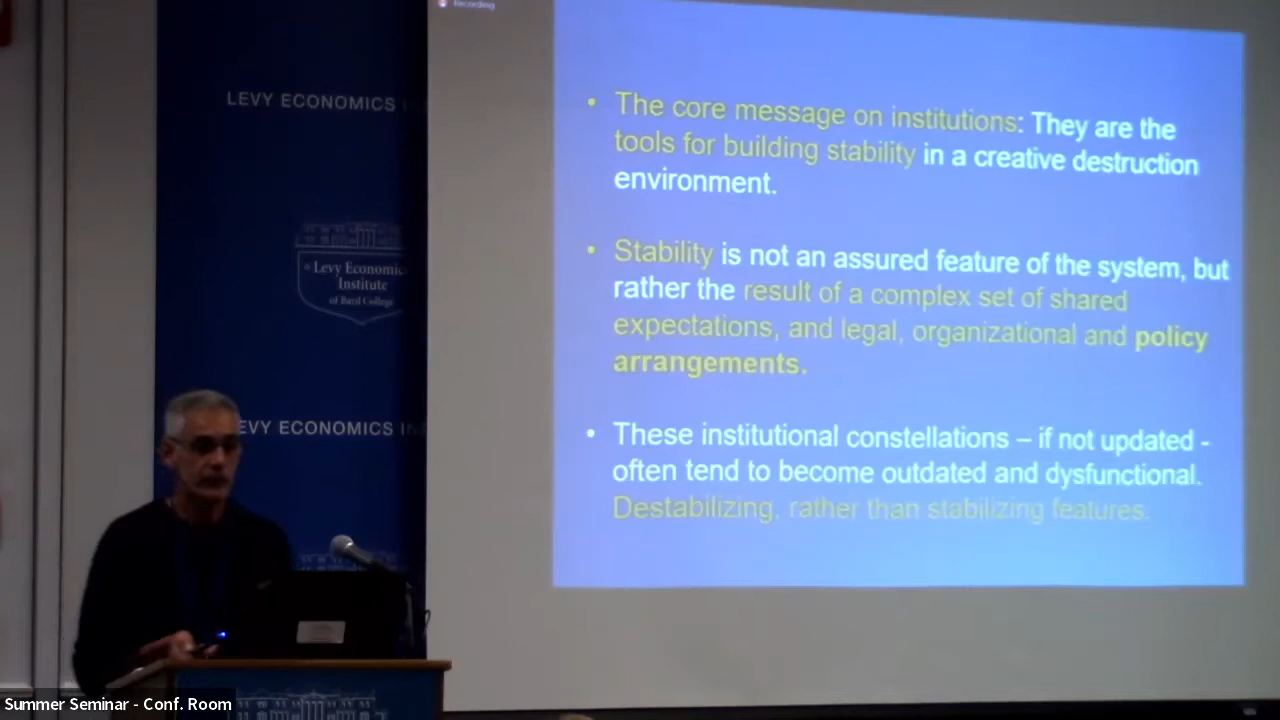 Recording
LEVY ECONOMICS
Levy Economics
Institute
of Bard College
EVY ECONOMICS IN
• The core message on institutions: They are the
tools for building stability in a creative destruction
environment.
• Stability is not an assured feature of the system, but
rather the result of a complex set of shared
expectations, and legal, organizational and policy
arrangements.
• These institutional constellations – if not updated -
often tend to become outdated and dysfunctional.
Destabilizing, rather than stabilizing features.
Summer Seminar - Conf. Room